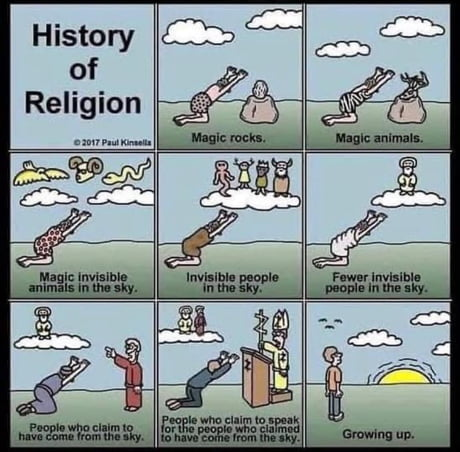 History
of
Religion
© 2017 Paul Kinsella
Magic rocks.
Magic animals.
Magic invisible
animals in the sky.
Invisible people
in the sky.
Fewer invisible
people in the sky.
People who claim to
have come from the sky.
People who claim to speak
for the people who claimed
to have come from the sky.
Growing up.